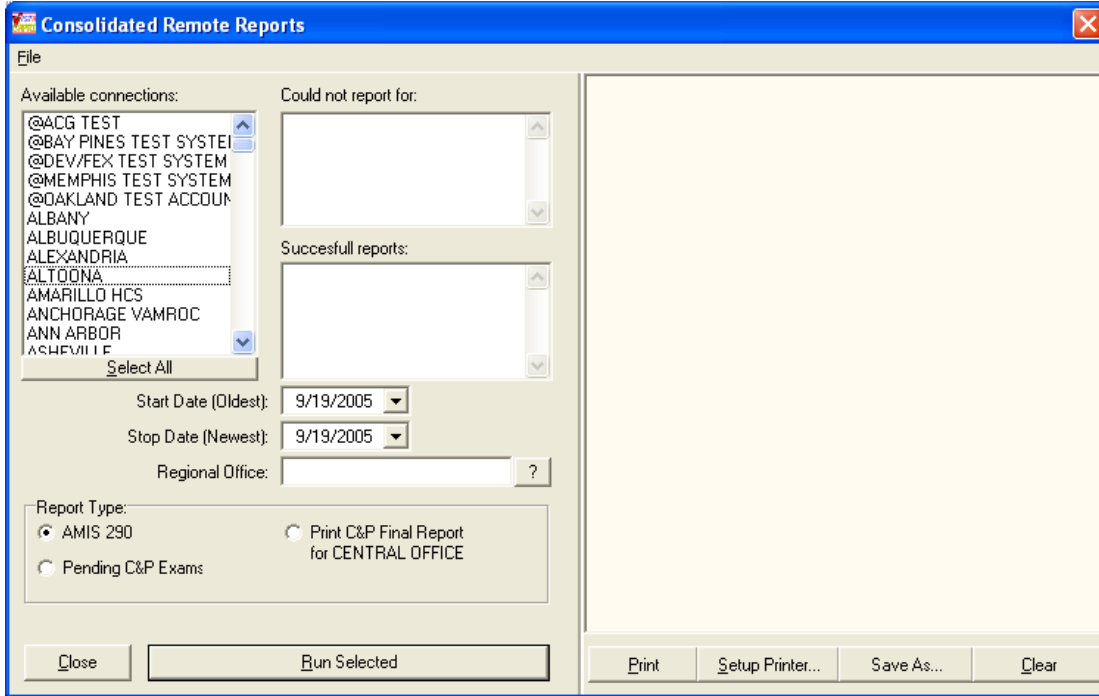 Consolidated Remote Reports
File
Available connections:
@ACG TEST
@BAY PINES TEST SYSTEI
@DEV/FEX TEST SYSTEM
@MEMPHIS TEST SYSTEM
@OAKLAND TEST ACCOUN
ALBANY
ALBUQUERQUE
ALEXANDRIA
ALTOONA
AMARILLO HCS
ANCHORAGE VAMROC
ANN ARBOR
ASHEVILLE
Select All
Could not report for:
Succesfull reports:
Start Date (Oldest): 9/19/2005
Stop Date (Newest): 9/19/2005
Regional Office: ?
Report Type:
AMIS 290
Pending C&P Exams
Print C&P Final Report
for CENTRAL OFFICE
Close Run Selected
Print Setup Printer... Save As... Clear